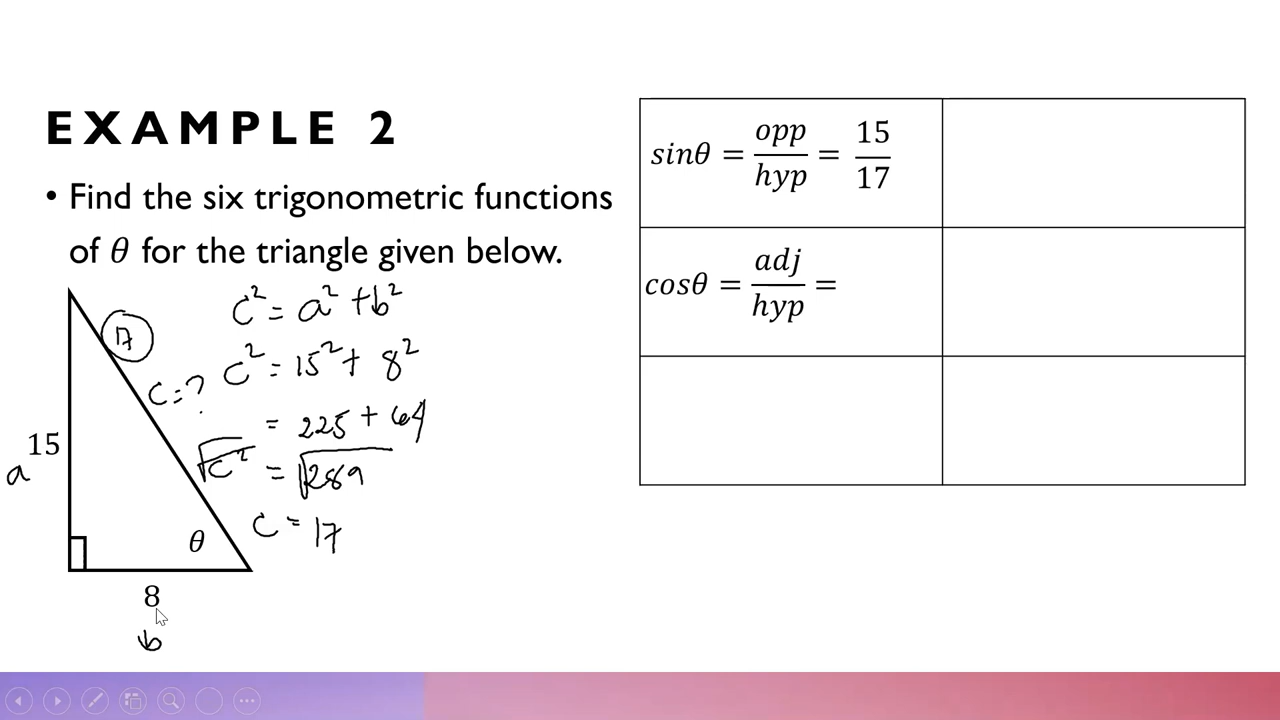 EXAMPLE 2
• Find the six trigonometric functions
of θ for the triangle given below.
c² = a² + b²
17
c² = 15² + 8²
c = ?
= 225 + 64
15
a
√c² = √289
c = 17
θ
8
b
sinθ = opp/hyp = 15/17
cosθ = adj/hyp =